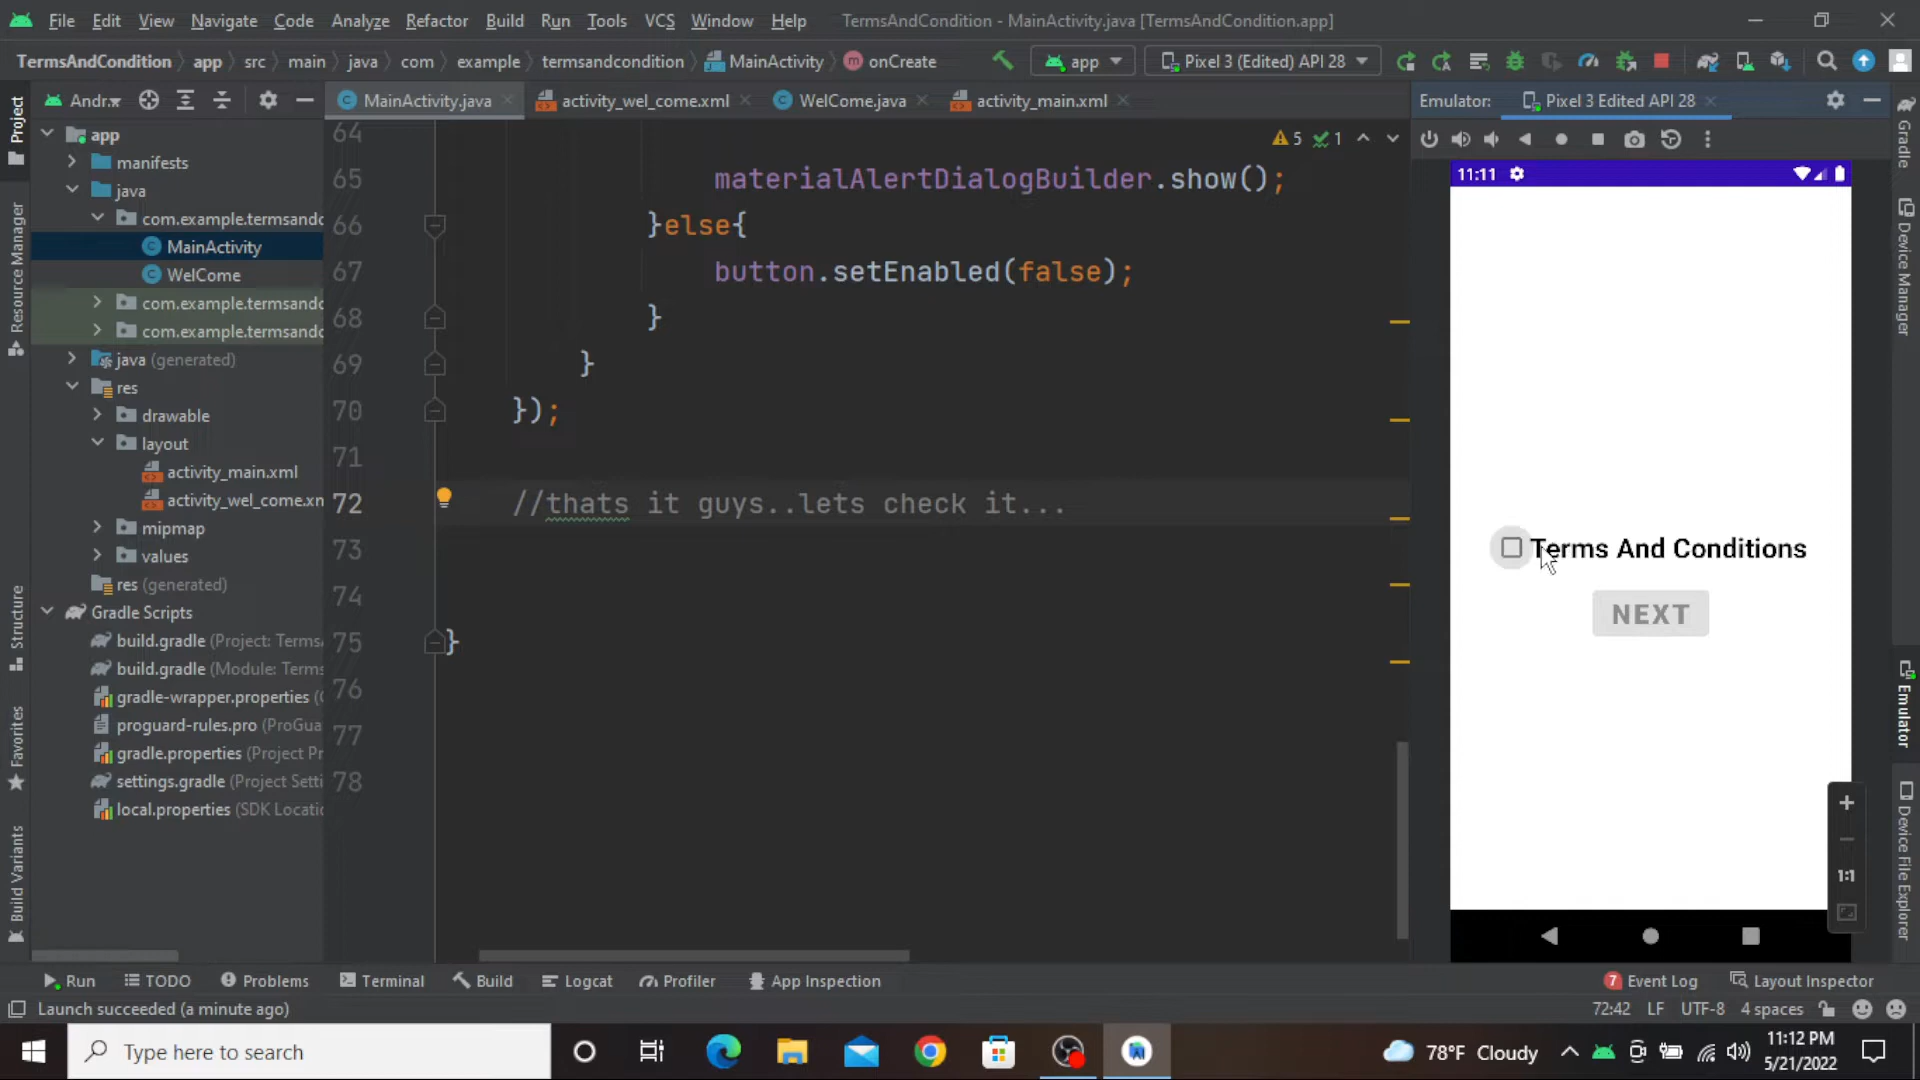 File Edit View Navigate Code Analyze Refactor Build Run Tools VCS Window Help TermsAndCondition - MainActivity.java [TermsAndCondition.app]
TermsAndCondition app src main java com example termsandcondition MainActivity onCreate app Pixel 3 (Edited) API 28
Andr... MainActivity.java activity_wel_come.xml WelCome.java activity_main.xml Emulator: Pixel 3 Edited API 28
Project
Resource Manager
Structure
Favorites
Build Variants
app
manifests
java
com.example.termsandc
MainActivity
WelCome
com.example.termsandc
com.example.termsandc
java (generated)
res
drawable
layout
activity_main.xml
activity_wel_come.xn
mipmap
values
res (generated)
Gradle Scripts
build.gradle (Project: Terms
build.gradle (Module: Terms
gradle-wrapper.properties (
proguard-rules.pro (ProGua
gradle.properties (Project Pr
settings.gradle (Project Setti
local.properties (SDK Locatic
5 1
64
65 materialAlertDialogBuilder.show();
66 }else{
67 button.setEnabled(false);
68 }
69 }
70 });
71
72 //thats it guys..lets check it...
73
74
75 }
76
77
78
11:11
Terms And Conditions
NEXT
1:1
Gradle
Device Manager
Emulator
Device File Explorer
Run TODO Problems Terminal Build Logcat Profiler App Inspection 7 Event Log Layout Inspector
Launch succeeded (a minute ago) 72:42 LF UTF-8 4 spaces
Type here to search 78°F Cloudy 11:12 PM
5/21/2022